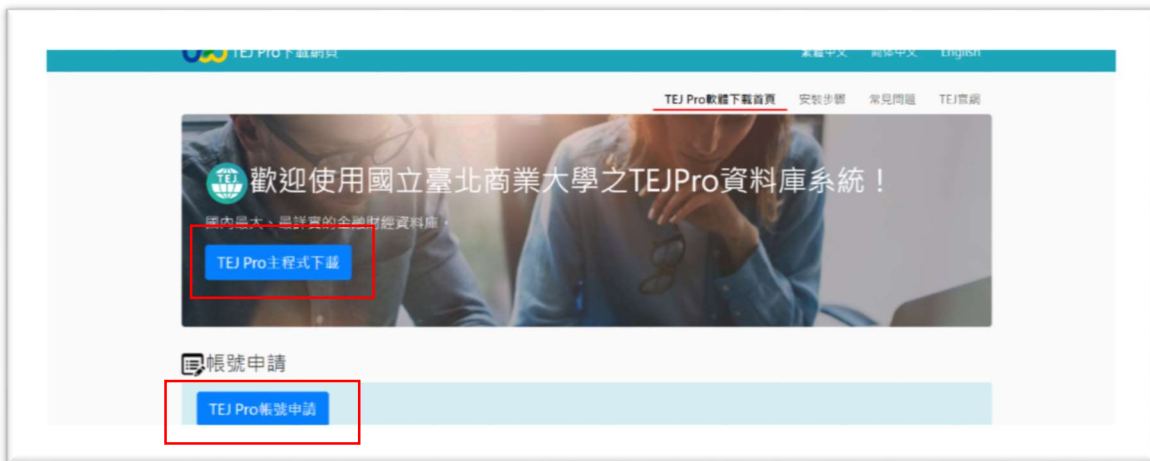 TEJ Pro下載網頁
繁體中文 简体中文 English
TEJ Pro軟體下載首頁 安裝步驟 常見問題 TEJ官網
TEJ
歡迎使用國立臺北商業大學之TEJPro資料庫系統！
國內最大、最詳實的金融財經資料庫。
TEJ Pro主程式下載
帳號申請
TEJ Pro帳號申請